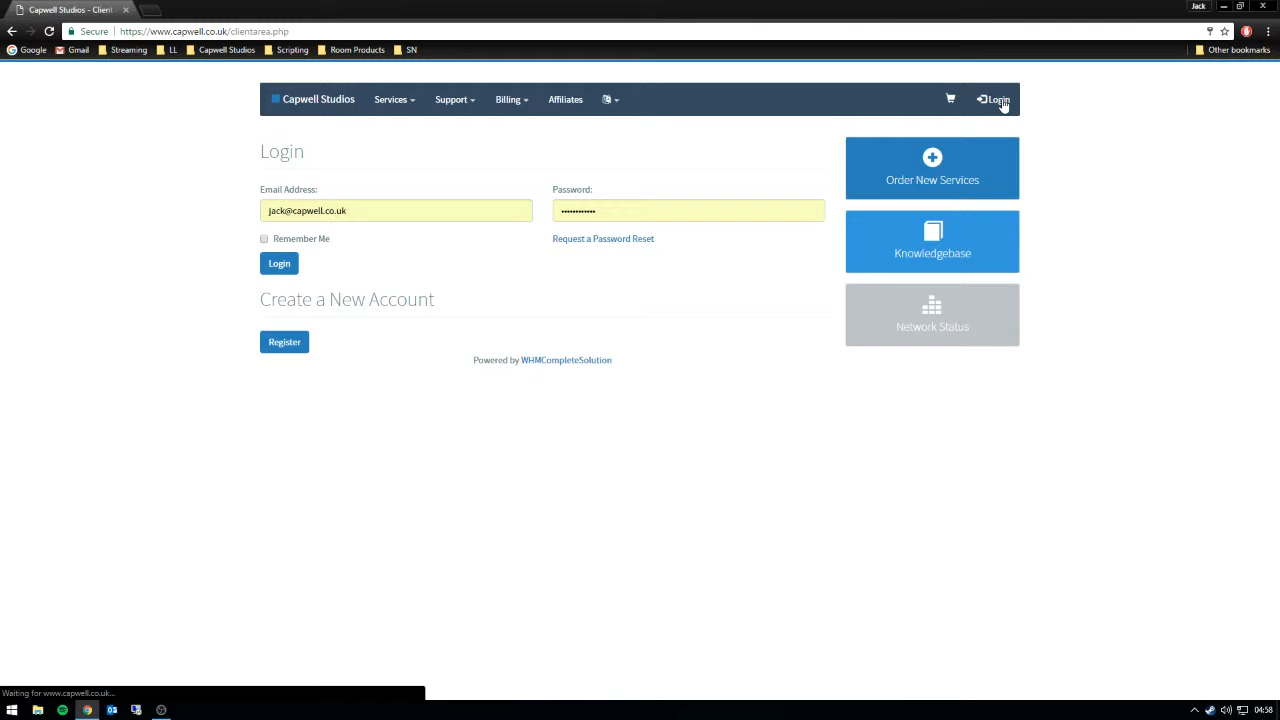 Capwell Studios - Client
Jack
Secure https://www.capwell.co.uk/clientarea.php
Google Gmail Streaming LL Capwell Studios Scripting Room Products SN Other bookmarks
Capwell Studios Services Support Billing Affiliates Login
Login
Email Address: Password:
jack@capwell.co.uk ••••••••••••
Remember Me Request a Password Reset
Login
Create a New Account
Register
Powered by WHMCompleteSolution
Order New Services
Knowledgebase
Network Status
Waiting for www.capwell.co.uk...
04:58